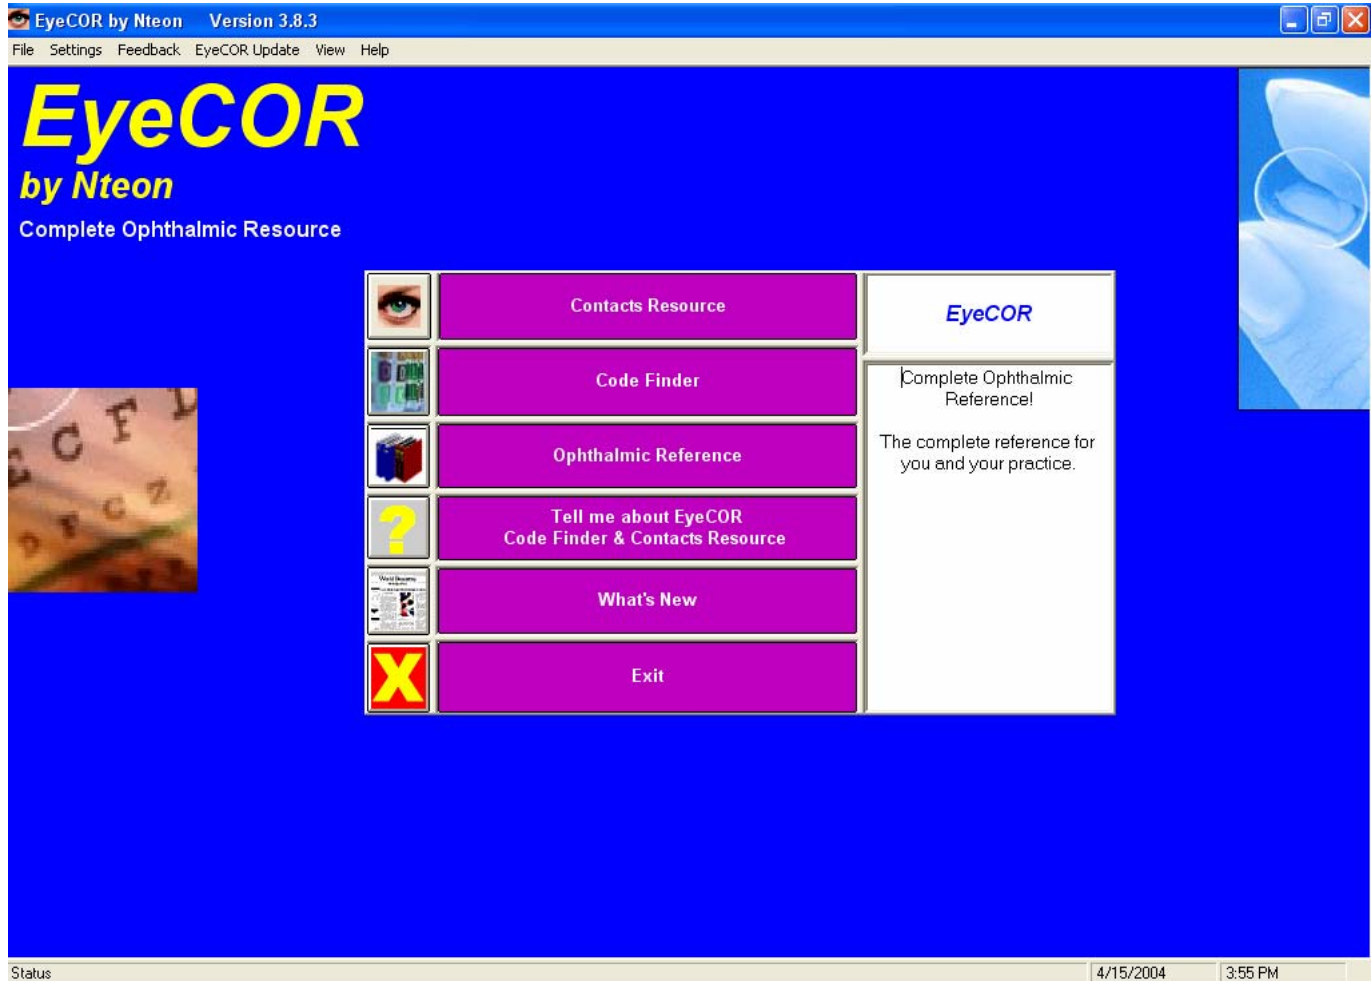 EyeCOR by Nteon Version 3.8.3
File Settings Feedback EyeCOR Update View Help
EyeCOR
by Nteon
Complete Ophthalmic Resource
Contacts Resource
Code Finder
Ophthalmic Reference
Tell me about EyeCOR
Code Finder & Contacts Resource
What's New
Exit
EyeCOR
Complete Ophthalmic
Reference!
The complete reference for
you and your practice.
E C F L
D F C Z
?
X
Status 4/15/2004 3:55 PM